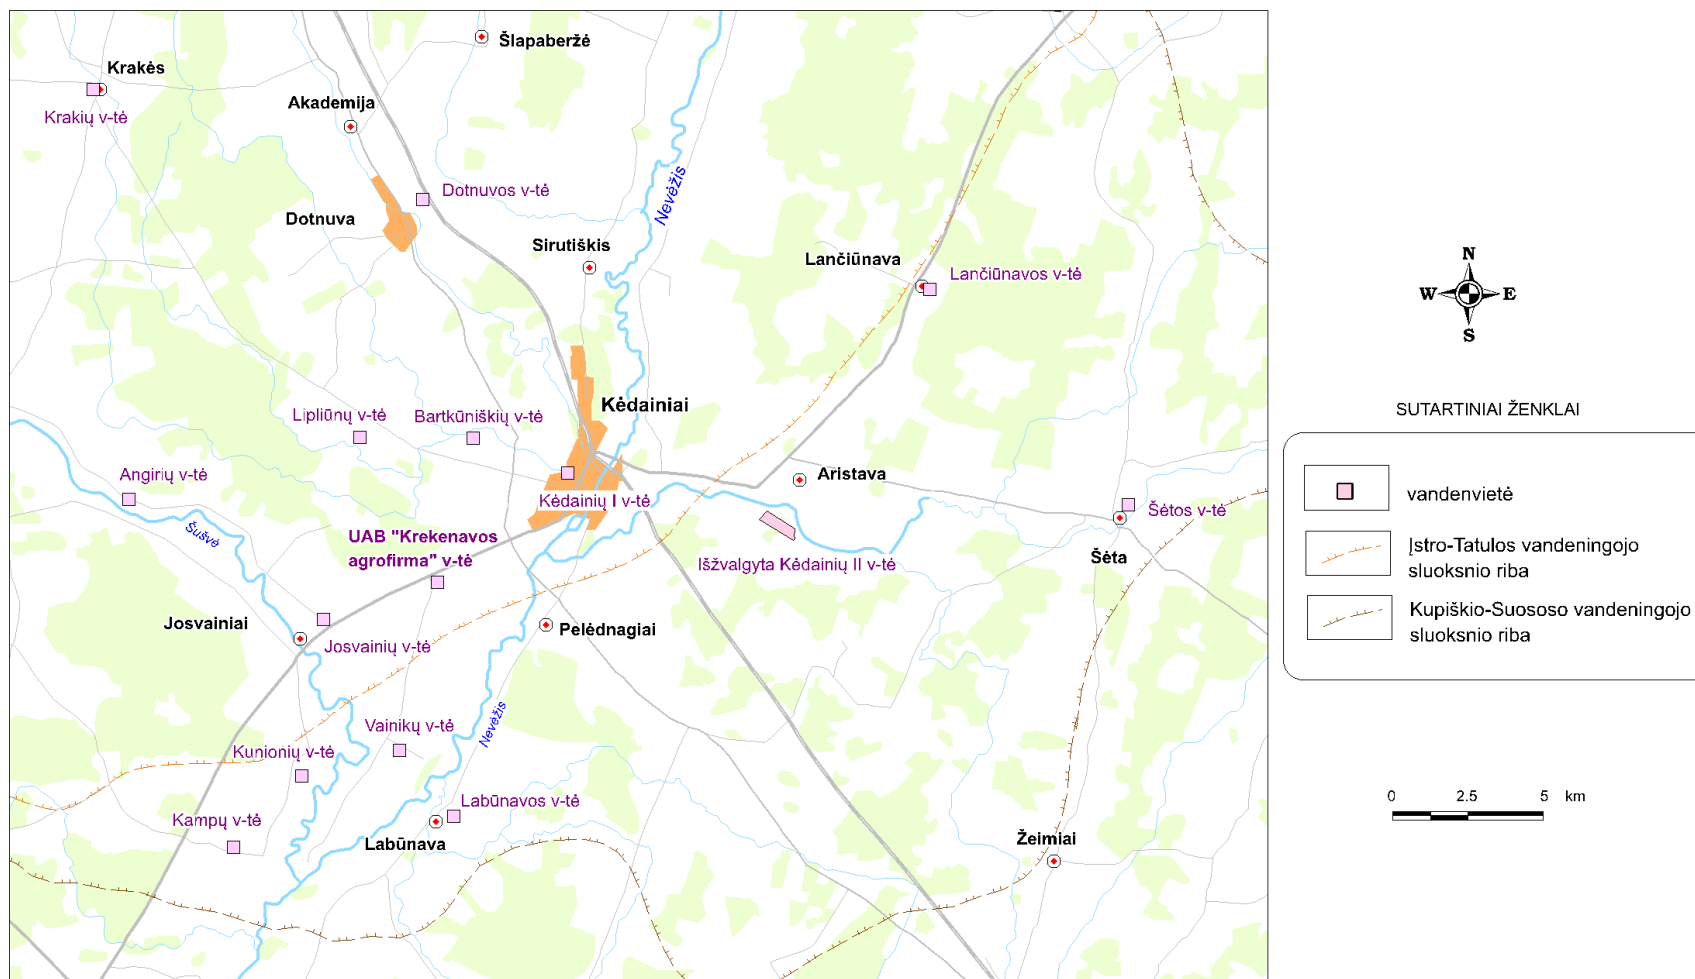 Šlapaberžė
Krakės
Krakių v-tė
Akademija
Dotnuvos v-tė
Nevėžis
Dotnuva
Sirutiškis
Lančiūnava
Lančiūnavos v-tė
N
W
E
S
Kėdainiai
Lipliūnų v-tė
Bartkūniškių v-tė
SUTARTINIAI ŽENKLAI
Angirių v-tė
Aristava
Kėdainių I v-tė
vandenvietė
Šėtos v-tė
Šušvė
UAB "Krekenavos
agrofirma" v-tė
Išžvalgyta Kėdainių II v-tė
Šėta
Įstro-Tatulos vandeningojo
sluoksnio riba
Kupiškio-Suososo vandeningojo
sluoksnio riba
Josvainiai
Josvainių v-tė
Pelėdnagiai
Nevėžis
Vainikų v-tė
Kunionių v-tė
Labūnavos v-tė
Kampų v-tė
Labūnava
Žeimiai
0 2.5 5 km